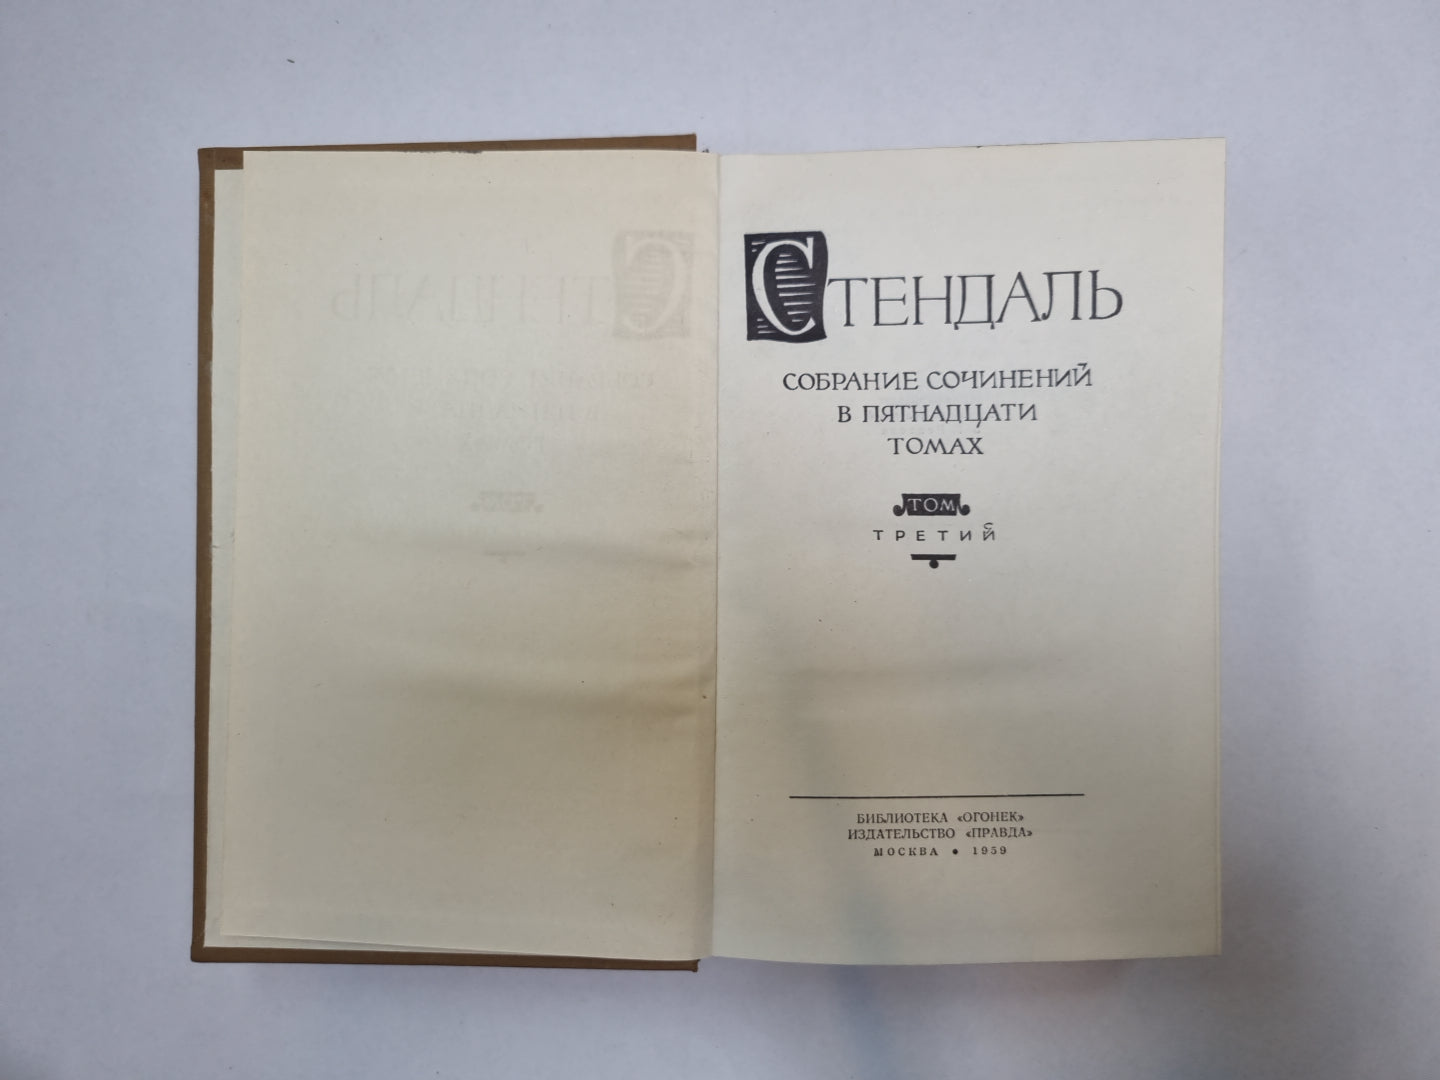 СТЕНДАЛЬ
СОБРАНИЕ СОЧИНЕНИЙ
В ПЯТНАДЦАТИ
ТОМАХ
ТОМ
ТРЕТИЙ
БИБЛИОТЕКА «ОГОНЕК»
ИЗДАТЕЛЬСТВО «ПРАВДА»
МОСКВА • 1959